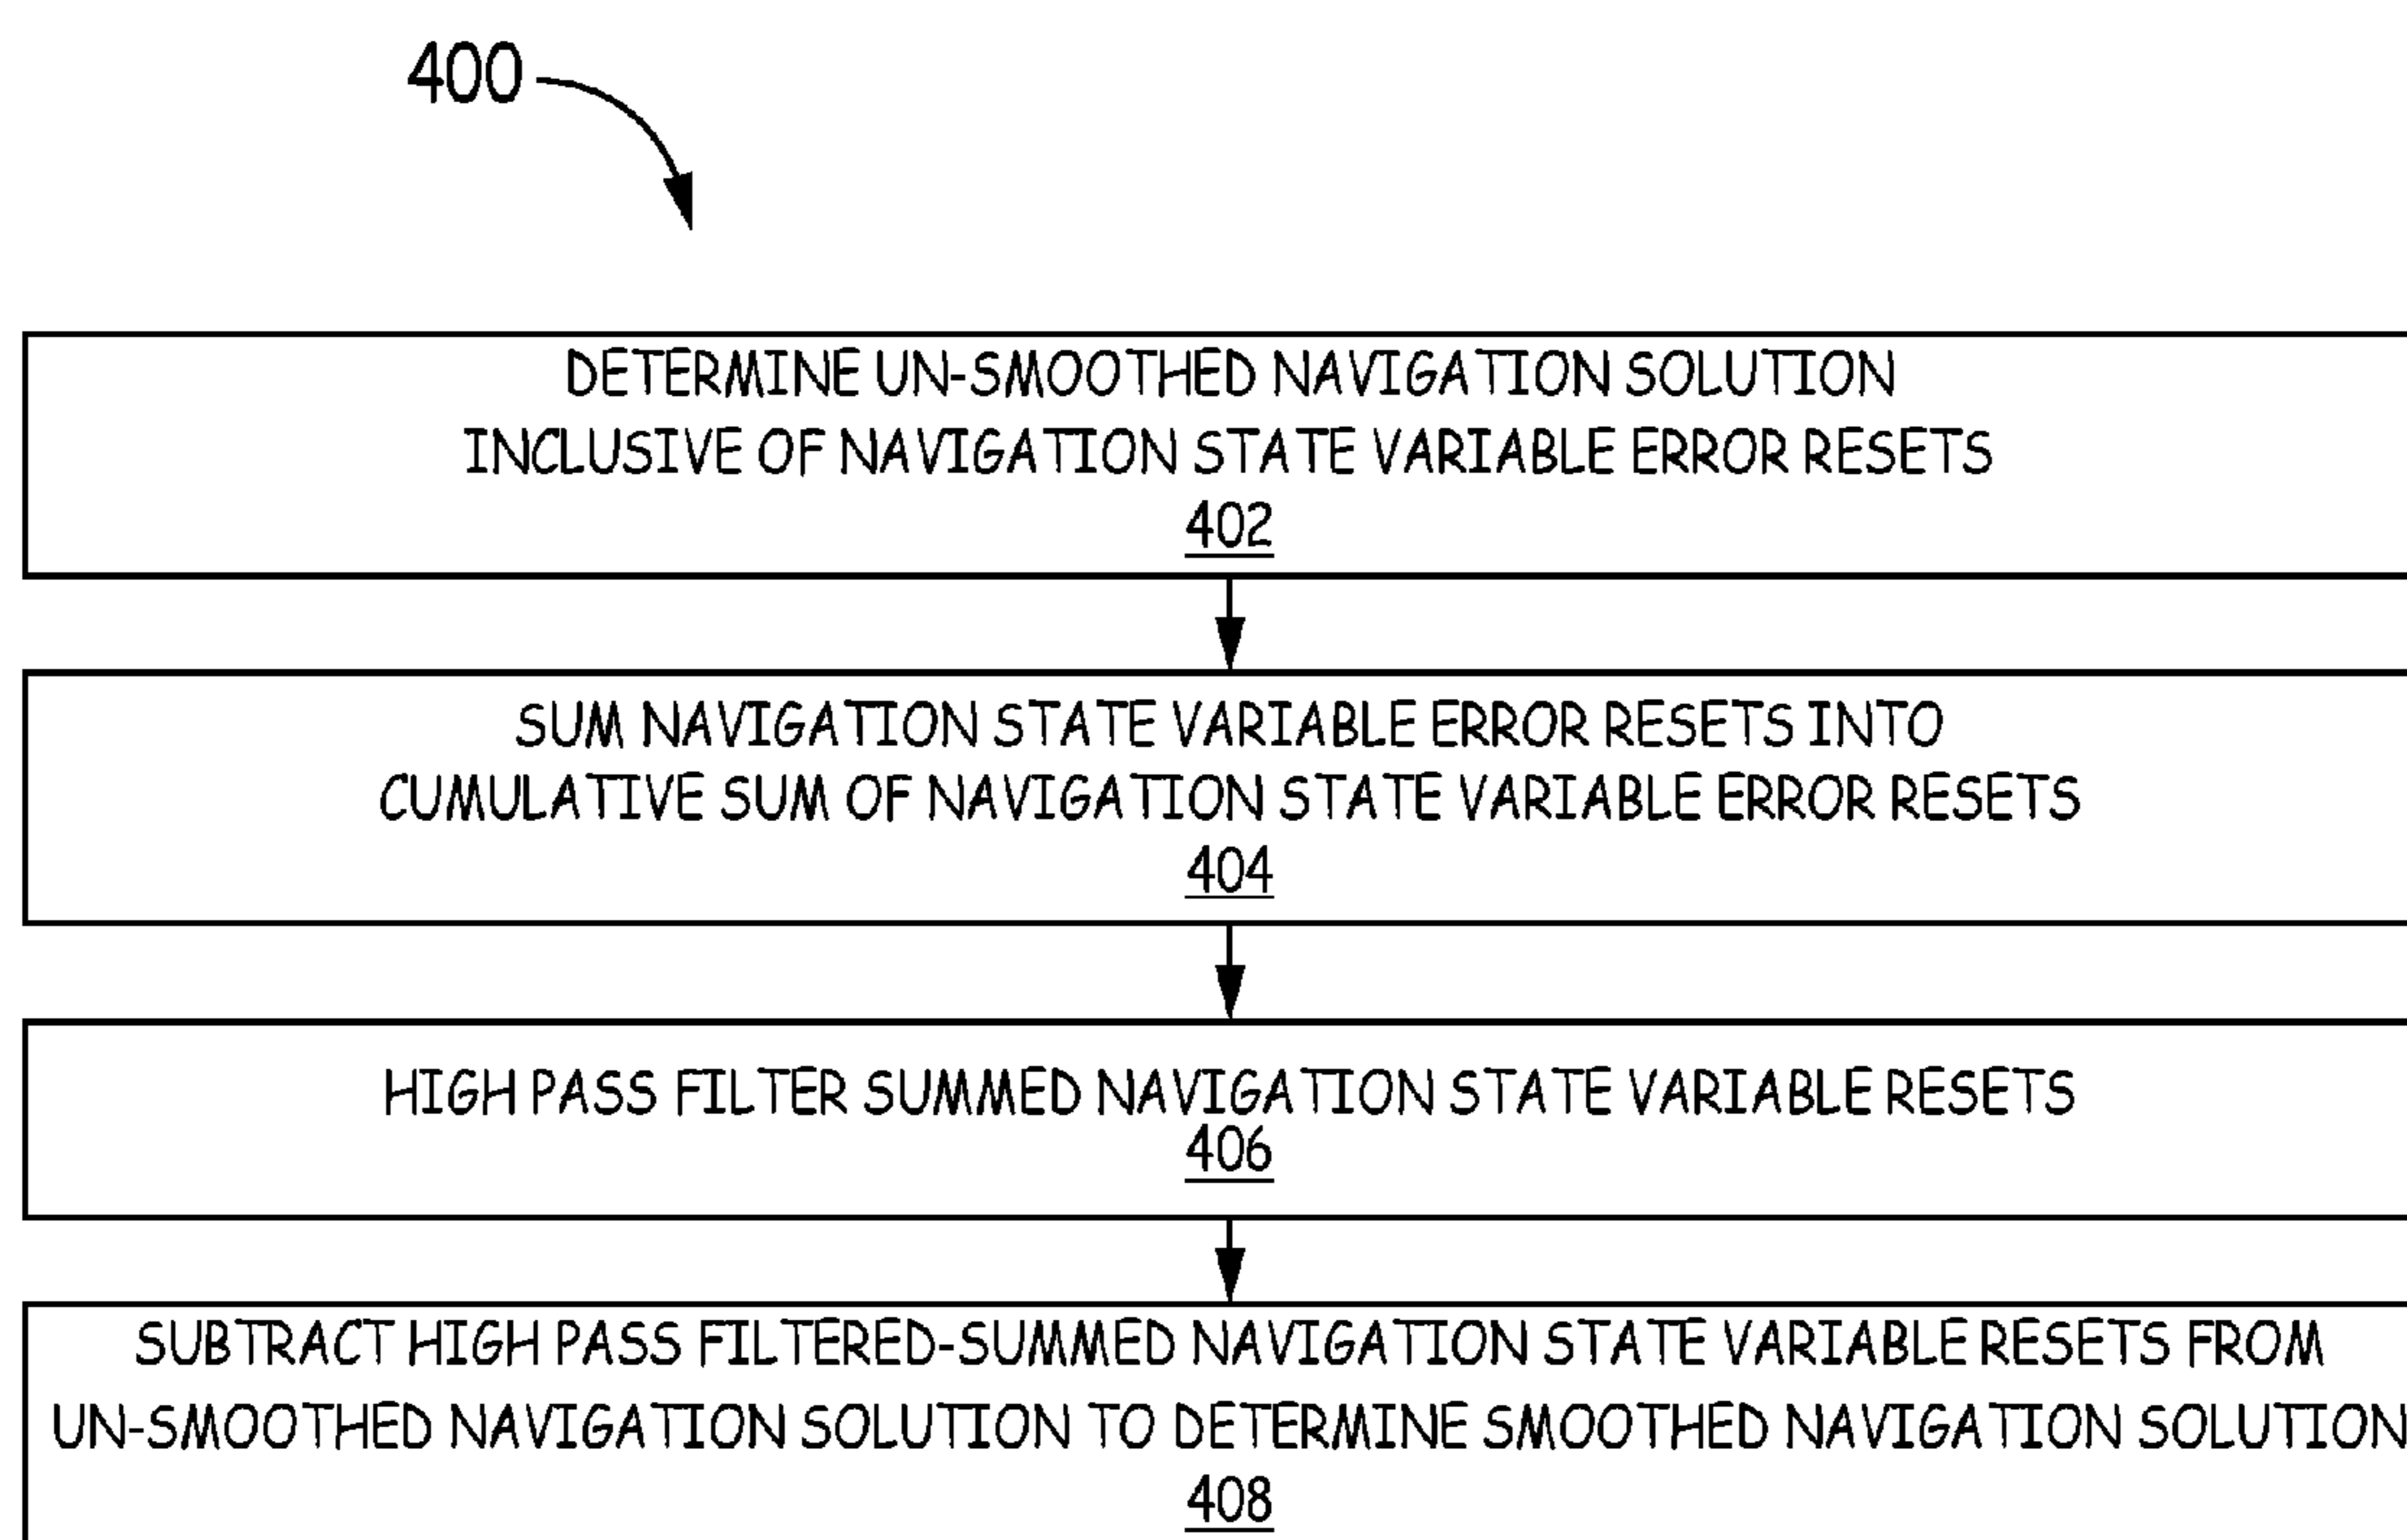 400
DETERMINE UN-SMOOTHED NAVIGATION SOLUTION
INCLUSIVE OF NAVIGATION STATE VARIABLE ERROR RESETS
402
SUM NAVIGATION STATE VARIABLE ERROR RESETS INTO
CUMULATIVE SUM OF NAVIGATION STATE VARIABLE ERROR RESETS
404
HIGH PASS FILTER SUMMED NAVIGATION STATE VARIABLE RESETS
406
SUBTRACT HIGH PASS FILTERED-SUMMED NAVIGATION STATE VARIABLE RESETS FROM
UN-SMOOTHED NAVIGATION SOLUTION TO DETERMINE SMOOTHED NAVIGATION SOLUTION
408